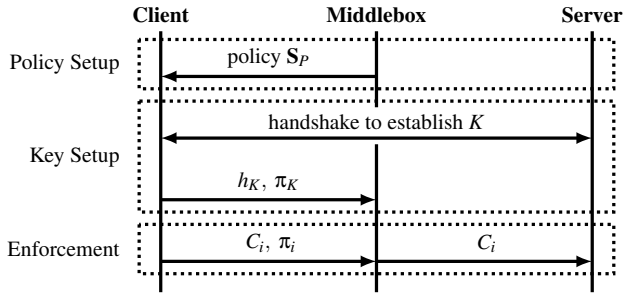 Client Middlebox Server
Policy Setup
policy S_P
Key Setup
handshake to establish K
h_K, π_K
Enforcement
C_i, π_i
C_i